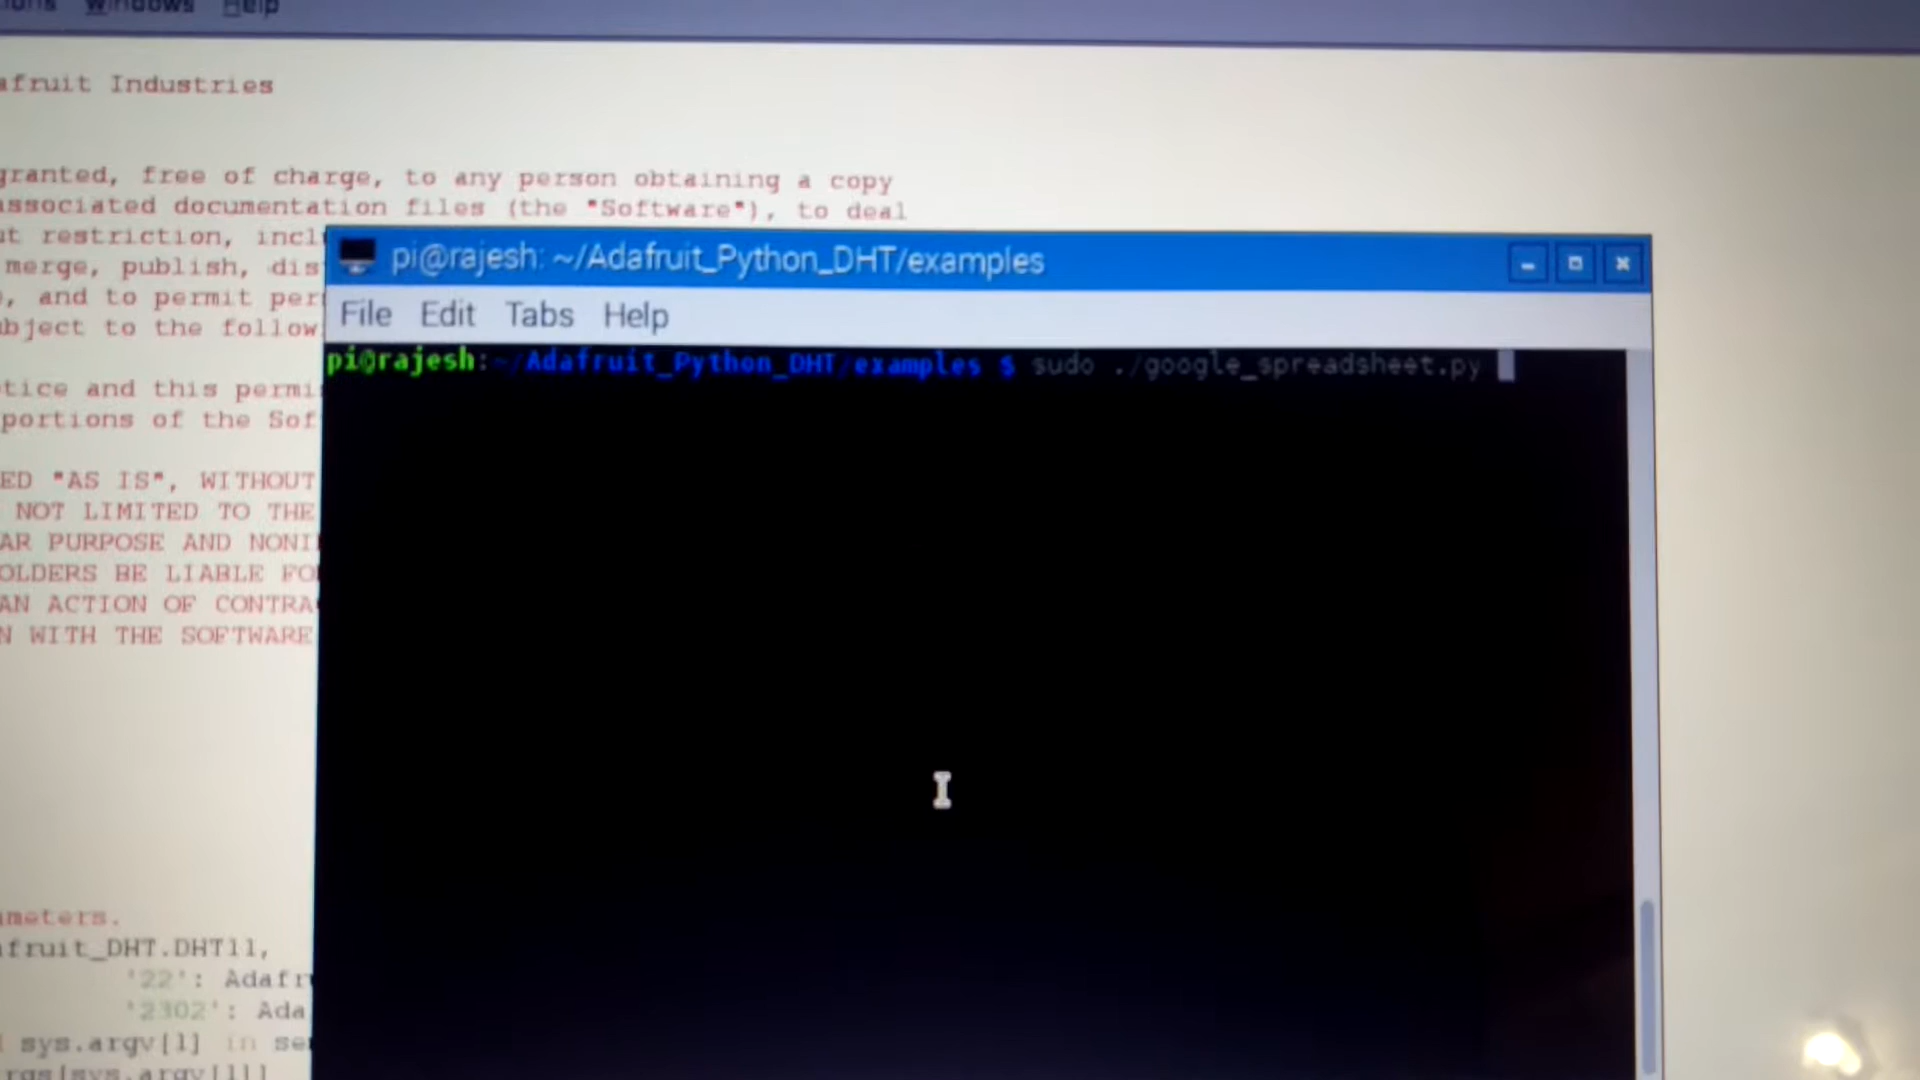 Windows Help
afruit Industries
granted, free of charge, to any person obtaining a copy
associated documentation files (the "Software"), to deal
ut restriction, incl
merge, publish, dis
, and to permit per
bject to the follow
tice and this permi
portions of the Sof
ED "AS IS", WITHOUT
NOT LIMITED TO THE
AR PURPOSE AND NONI
OLDERS BE LIABLE FO
AN ACTION OF CONTRA
N WITH THE SOFTWARE
meters.
fruit_DHT.DHT11,
'22': Adafr
'2302': Ada
sys.argv[1] in se
rgs[sys.argv[1]]
pi@rajesh: ~/Adafruit_Python_DHT/examples
File Edit Tabs Help
pi@rajesh:~/Adafruit_Python_DHT/examples $ sudo ./google_spreadsheet.py